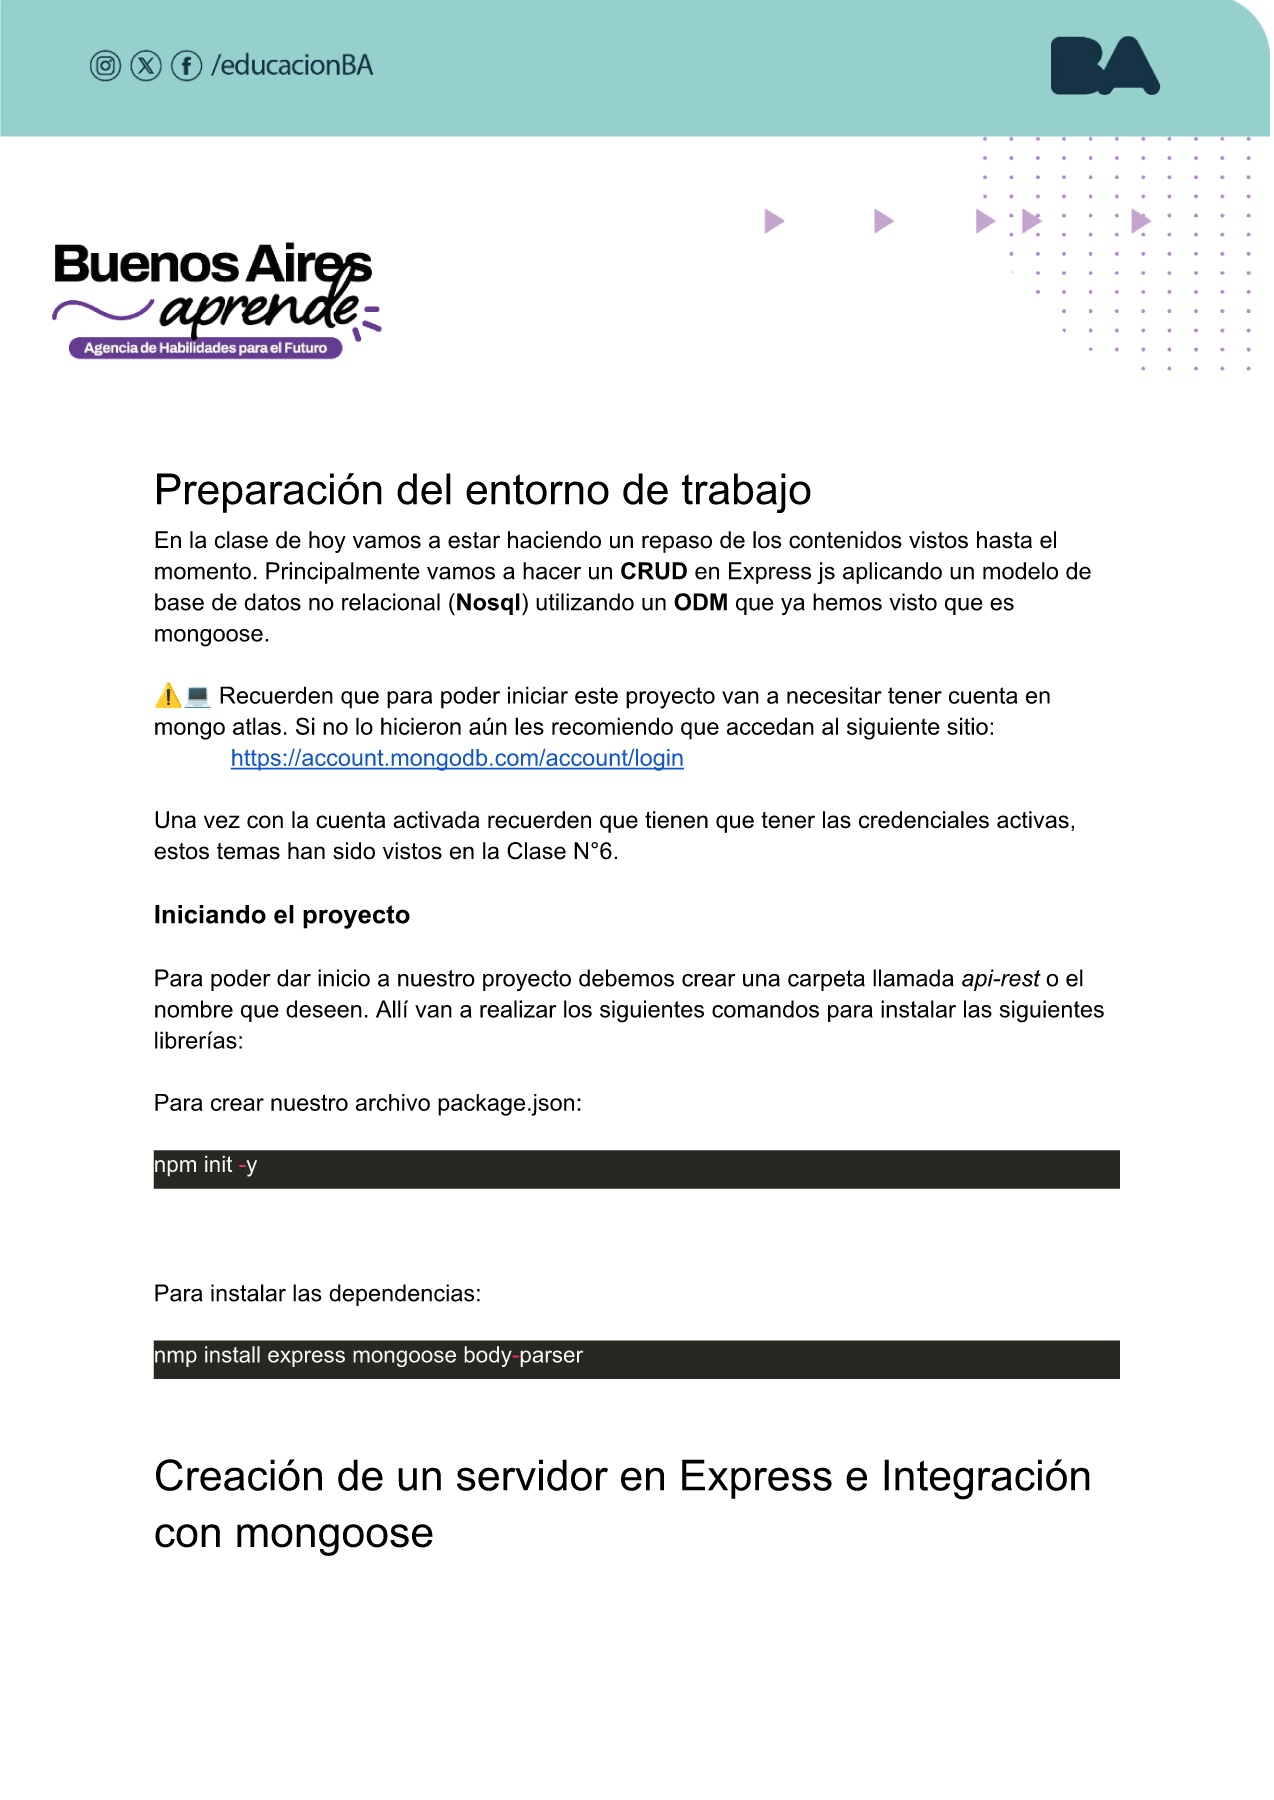 /educacionBA
BA
Buenos Aires
aprende
Agencia de Habilidades para el Futuro
Preparación del entorno de trabajo
En la clase de hoy vamos a estar haciendo un repaso de los contenidos vistos hasta el
momento. Principalmente vamos a hacer un CRUD en Express js aplicando un modelo de
base de datos no relacional (Nosql) utilizando un ODM que ya hemos visto que es
mongoose.
⚠️💻 Recuerden que para poder iniciar este proyecto van a necesitar tener cuenta en
mongo atlas. Si no lo hicieron aún les recomiendo que accedan al siguiente sitio:
https://account.mongodb.com/account/login
Una vez con la cuenta activada recuerden que tienen que tener las credenciales activas,
estos temas han sido vistos en la Clase N°6.
Iniciando el proyecto
Para poder dar inicio a nuestro proyecto debemos crear una carpeta llamada api-rest o el
nombre que deseen. Allí van a realizar los siguientes comandos para instalar las siguientes
librerías:
Para crear nuestro archivo package.json:
npm init -y
Para instalar las dependencias:
nmp install express mongoose body-parser
Creación de un servidor en Express e Integración
con mongoose